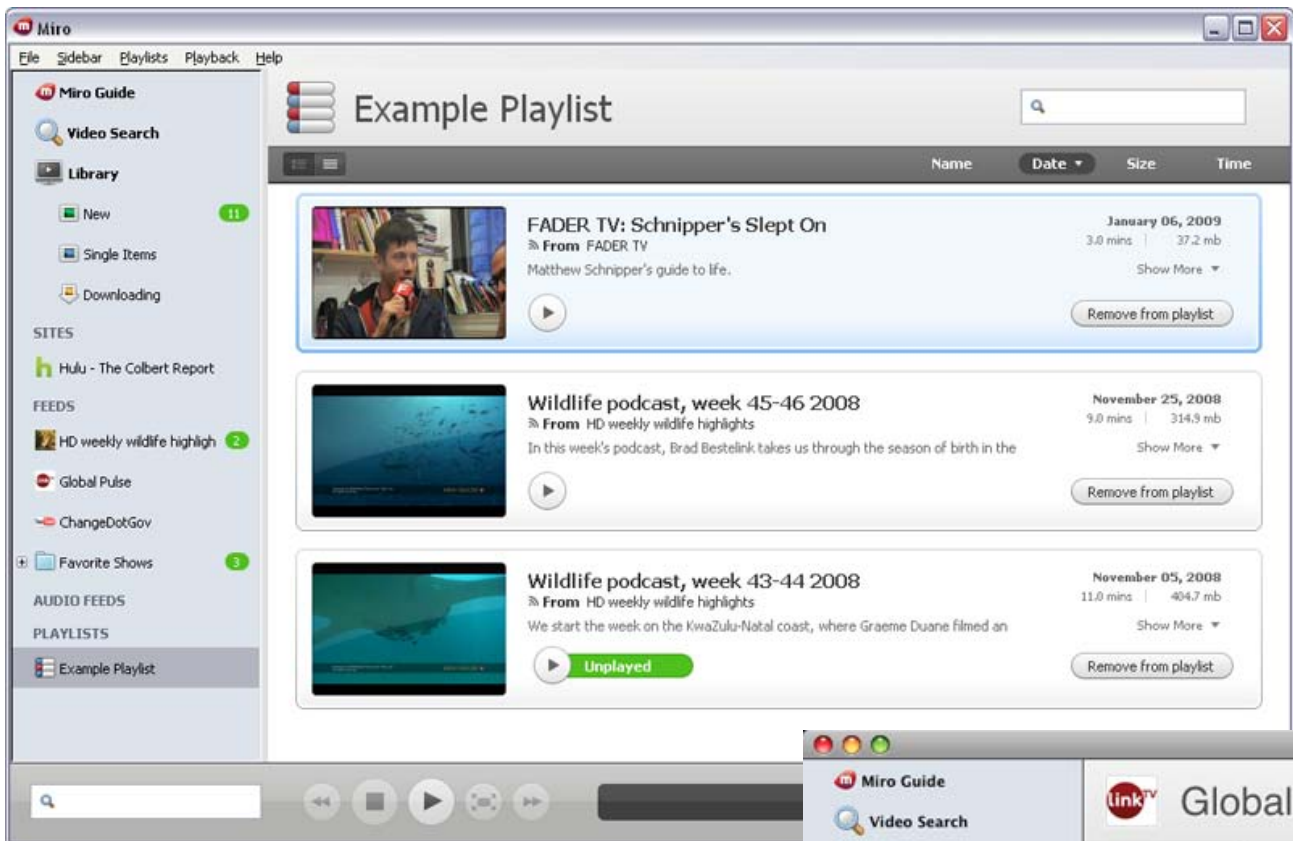 Miro
File Sidebar Playlists Playback Help
Miro Guide
Video Search
Library
New 11
Single Items
Downloading
SITES
Hulu - The Colbert Report
FEEDS
HD weekly wildlife highligh 2
Global Pulse
ChangeDotGov
Favorite Shows 3
AUDIO FEEDS
PLAYLISTS
Example Playlist
Example Playlist
Name Date Size Time
FADER TV: Schnipper's Slept On
From FADER TV
Matthew Schnipper's guide to life.
January 06, 2009
3.0 mins 37.2 mb
Show More
Remove from playlist
Wildlife podcast, week 45-46 2008
From HD weekly wildlife highlights
In this week's podcast, Brad Bestelink takes us through the season of birth in the
November 25, 2008
9.0 mins 314.9 mb
Show More
Remove from playlist
Wildlife podcast, week 43-44 2008
From HD weekly wildlife highlights
We start the week on the KwaZulu-Natal coast, where Graeme Duane filmed an
Unplayed
November 05, 2008
11.0 mins 404.7 mb
Show More
Remove from playlist
Miro Guide
Video Search
link TV
Global